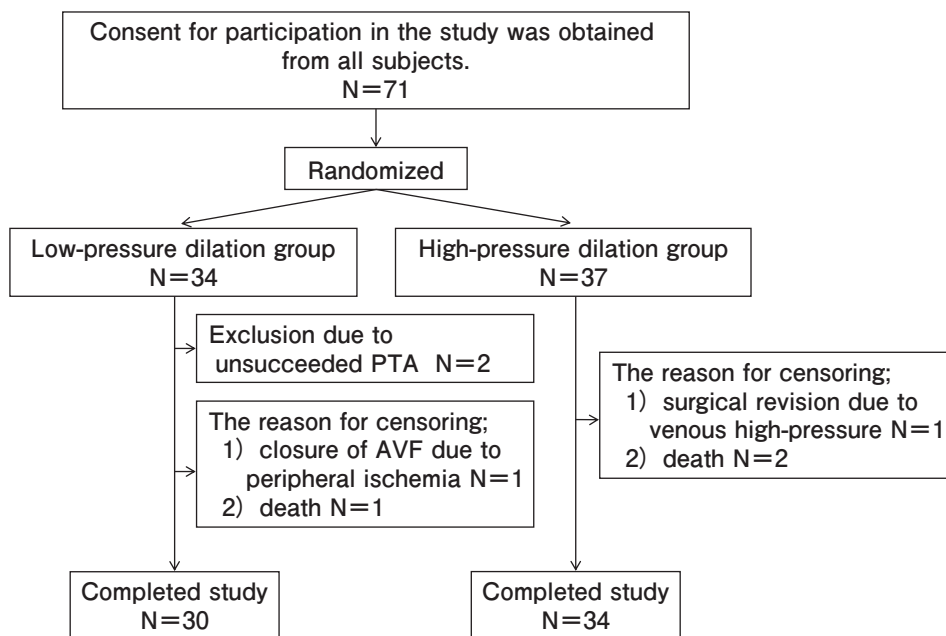 Consent for participation in the study was obtained
from all subjects.
N=71
Randomized
Low-pressure dilation group
N=34
High-pressure dilation group
N=37
Exclusion due to
unsucceeded PTA N=2
The reason for censoring;
1) closure of AVF due to
peripheral ischemia N=1
2) death N=1
The reason for censoring;
1) surgical revision due to
venous high-pressure N=1
2) death N=2
Completed study
N=30
Completed study
N=34